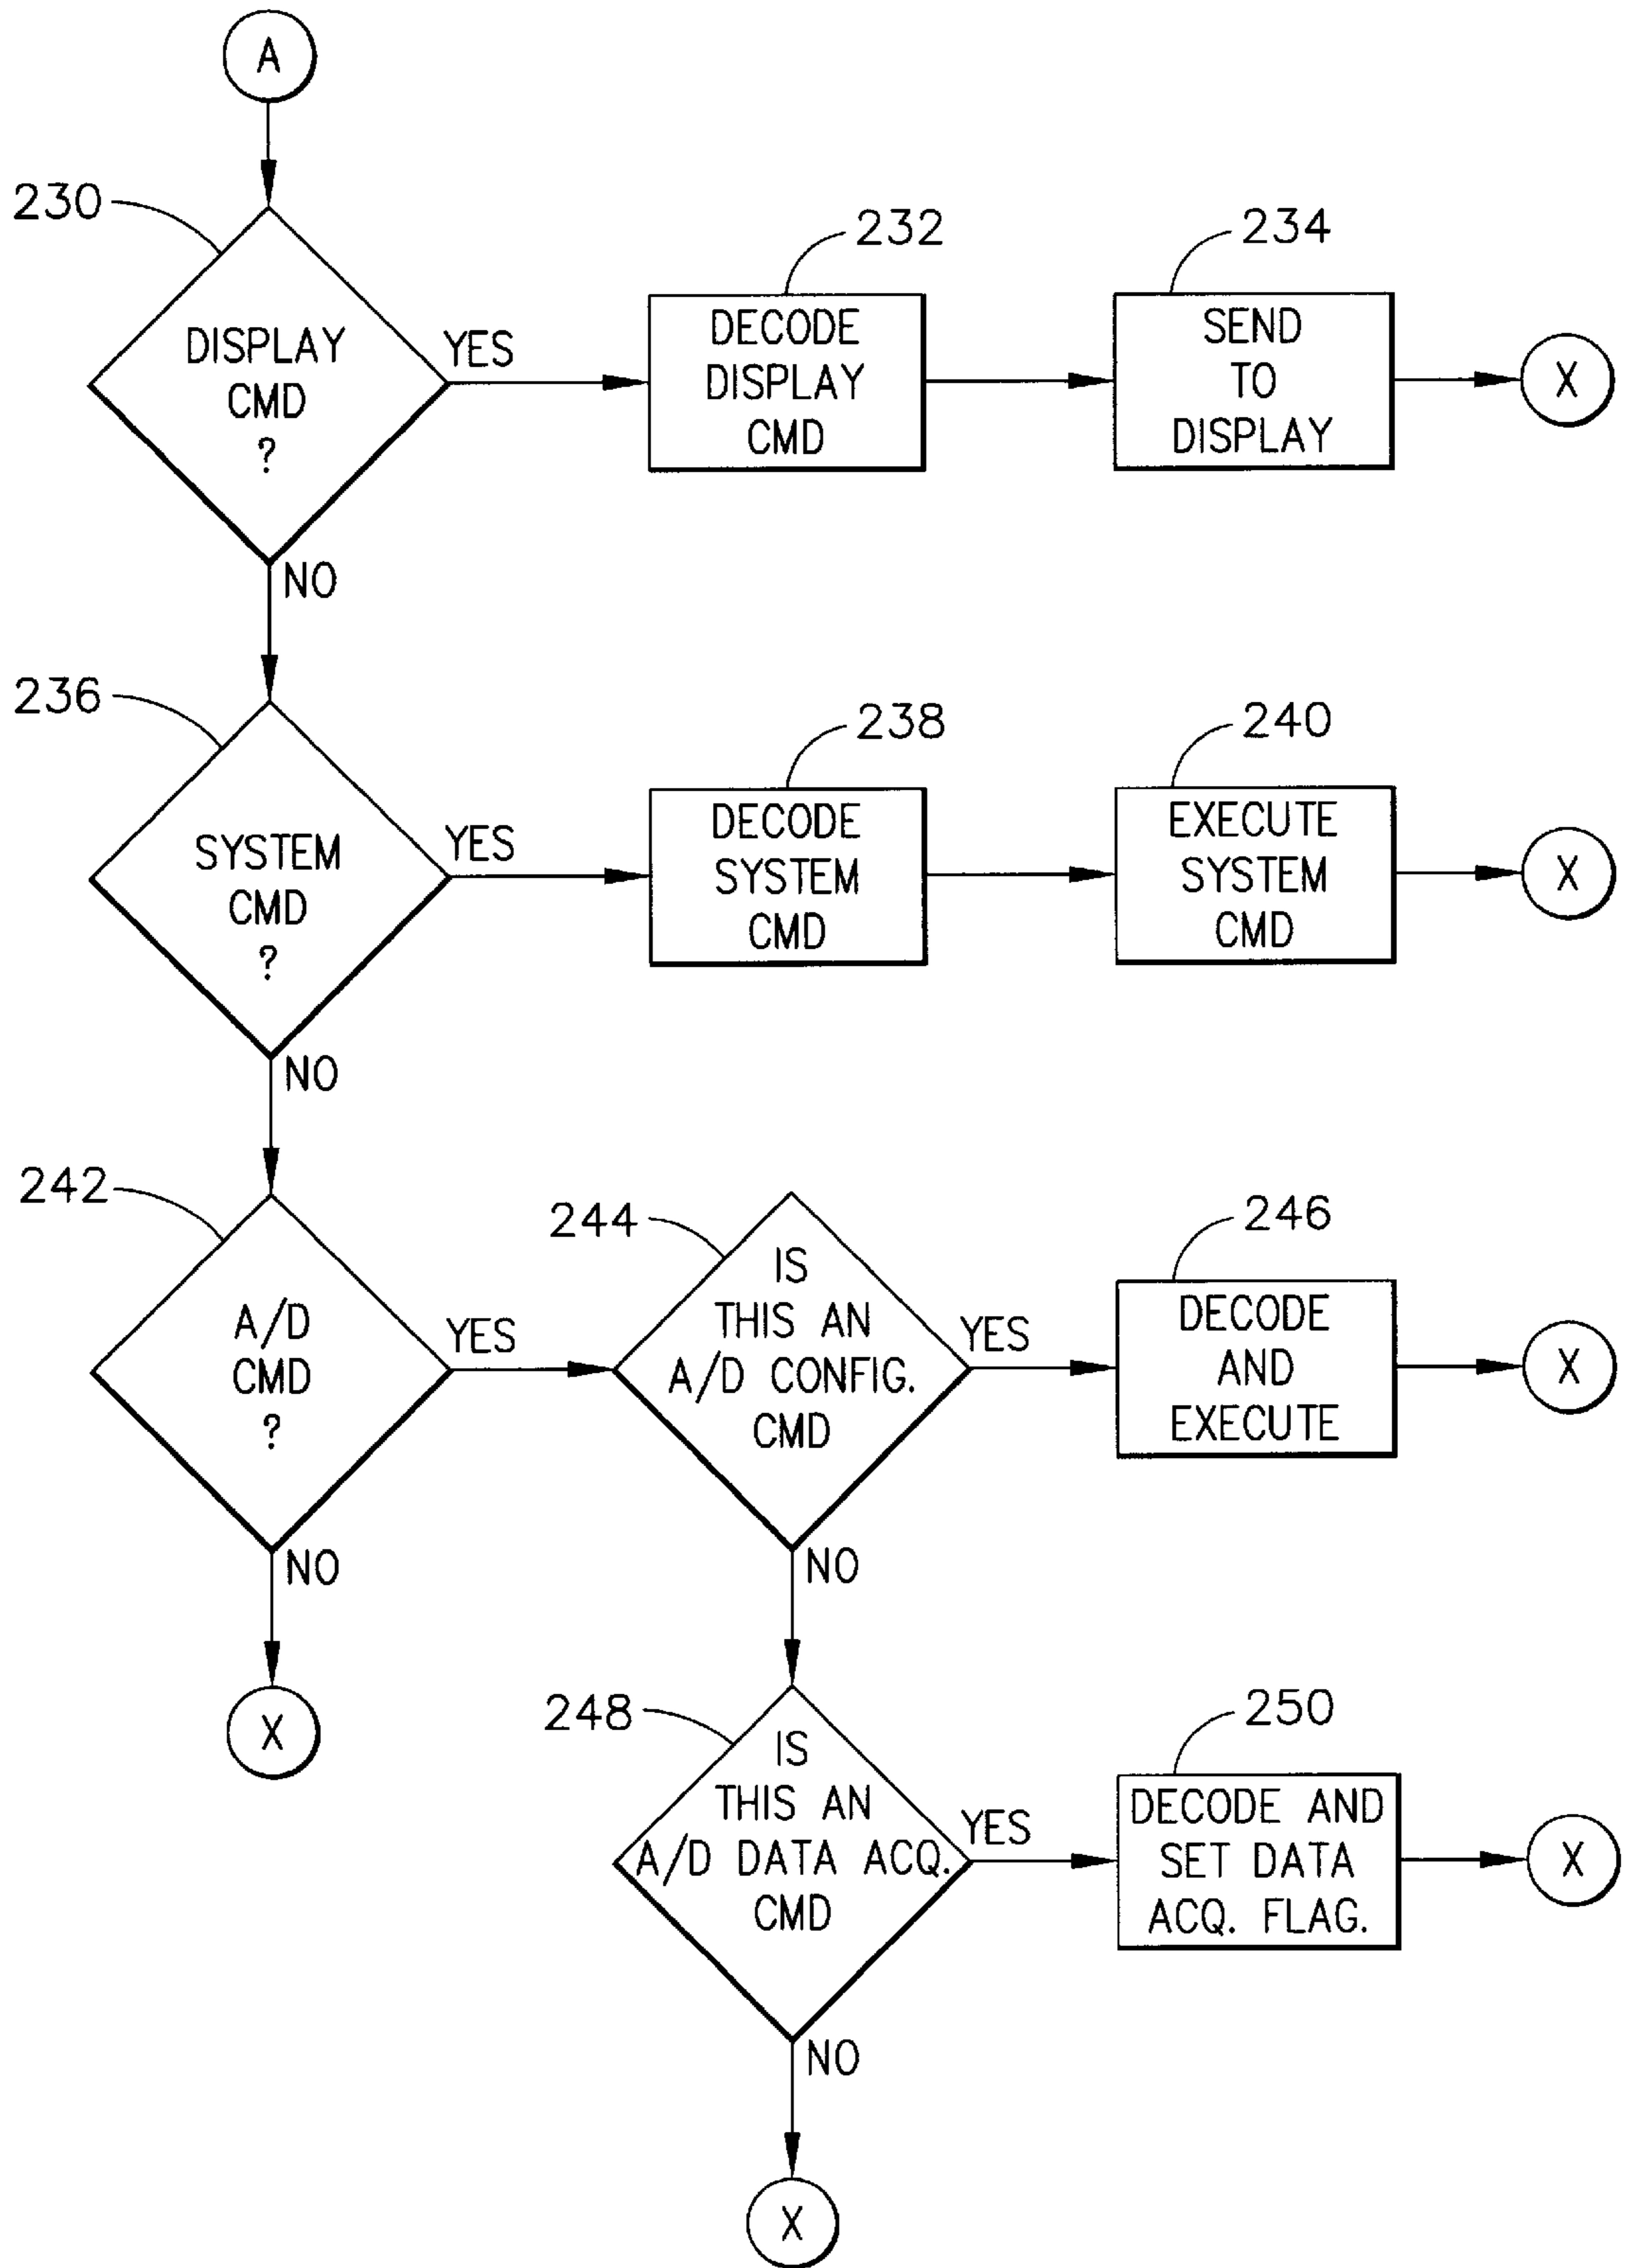 A
230
DISPLAY
CMD
?
YES
NO
232
DECODE
DISPLAY
CMD
234
SEND
TO
DISPLAY
X
236
SYSTEM
CMD
?
YES
NO
238
DECODE
SYSTEM
CMD
240
EXECUTE
SYSTEM
CMD
X
242
A/D
CMD
?
YES
NO
X
244
IS
THIS AN
A/D CONFIG.
CMD
YES
NO
246
DECODE
AND
EXECUTE
X
248
IS
THIS AN
A/D DATA ACQ.
CMD
YES
NO
X
250
DECODE AND
SET DATA
ACQ. FLAG.
X